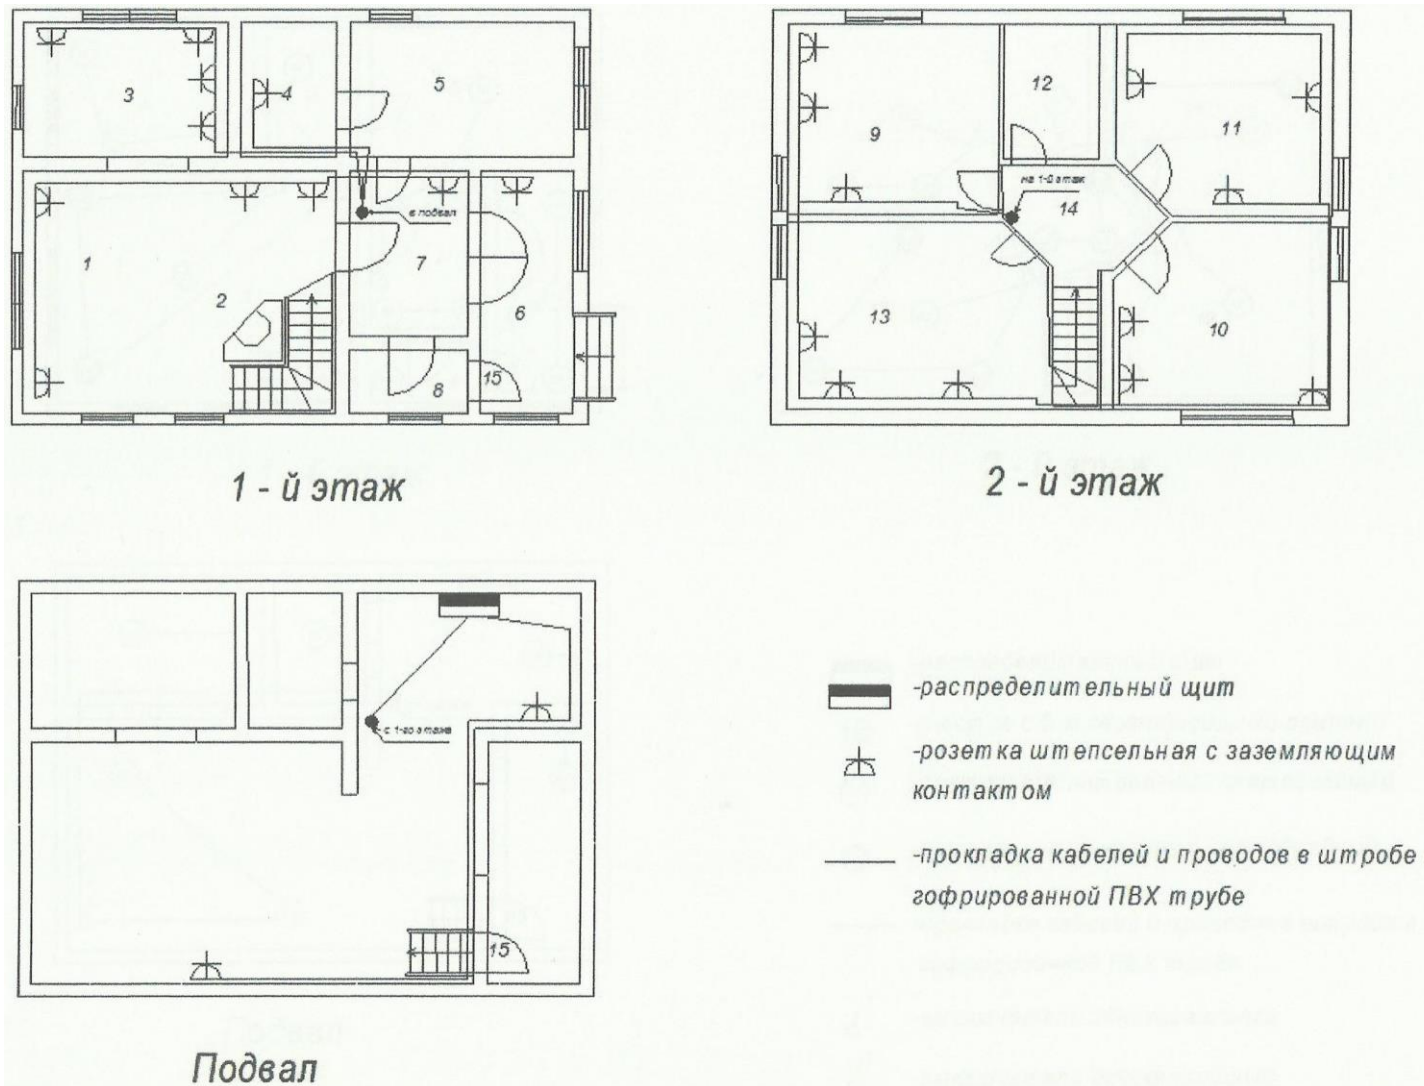 3
4
5
1
2
7
6
8
15
в подвал
1 - й этаж
9
12
11
на 1-й этаж
14
13
10
2 - й этаж
с 1-го этажа
15
Подвал
-распределительный щит
-розетка штепсельная с заземляющим
контактом
-прокладка кабелей и проводов в штробе
гофрированной ПВХ трубе